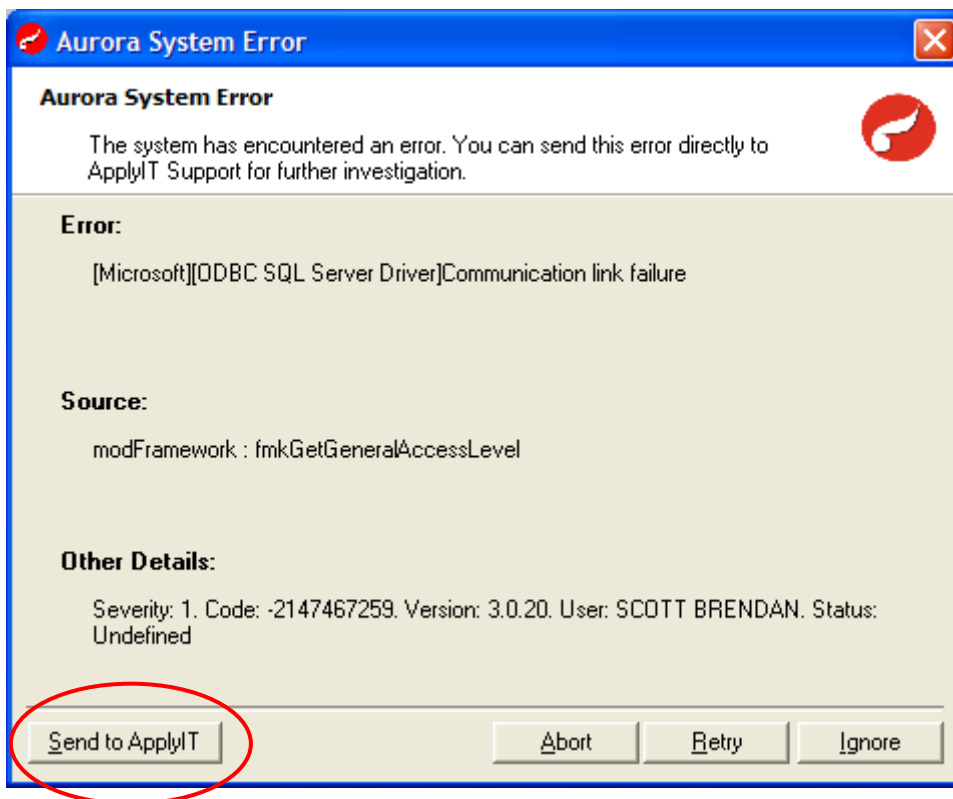 Aurora System Error
Aurora System Error
The system has encountered an error. You can send this error directly to
ApplyIT Support for further investigation.
Error:
[Microsoft][ODBC SQL Server Driver]Communication link failure
Source:
modFramework : fmkGetGeneralAccessLevel
Other Details:
Severity: 1. Code: -2147467259. Version: 3.0.20. User: SCOTT BRENDAN. Status:
Undefined
Send to ApplyIT Abort Retry Ignore